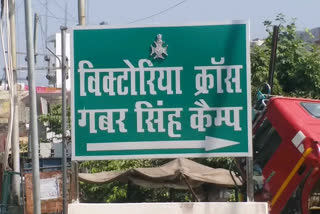 विक्टोरिया क्रॉस
गबर सिंह कैम्प